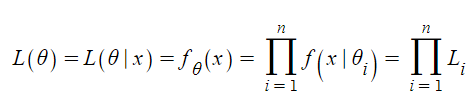 L(θ) = L(θ|x) = f_θ(x) = ∏_{i=1}^{n} f(x|θ_i) = ∏_{i=1}^{n} L_i